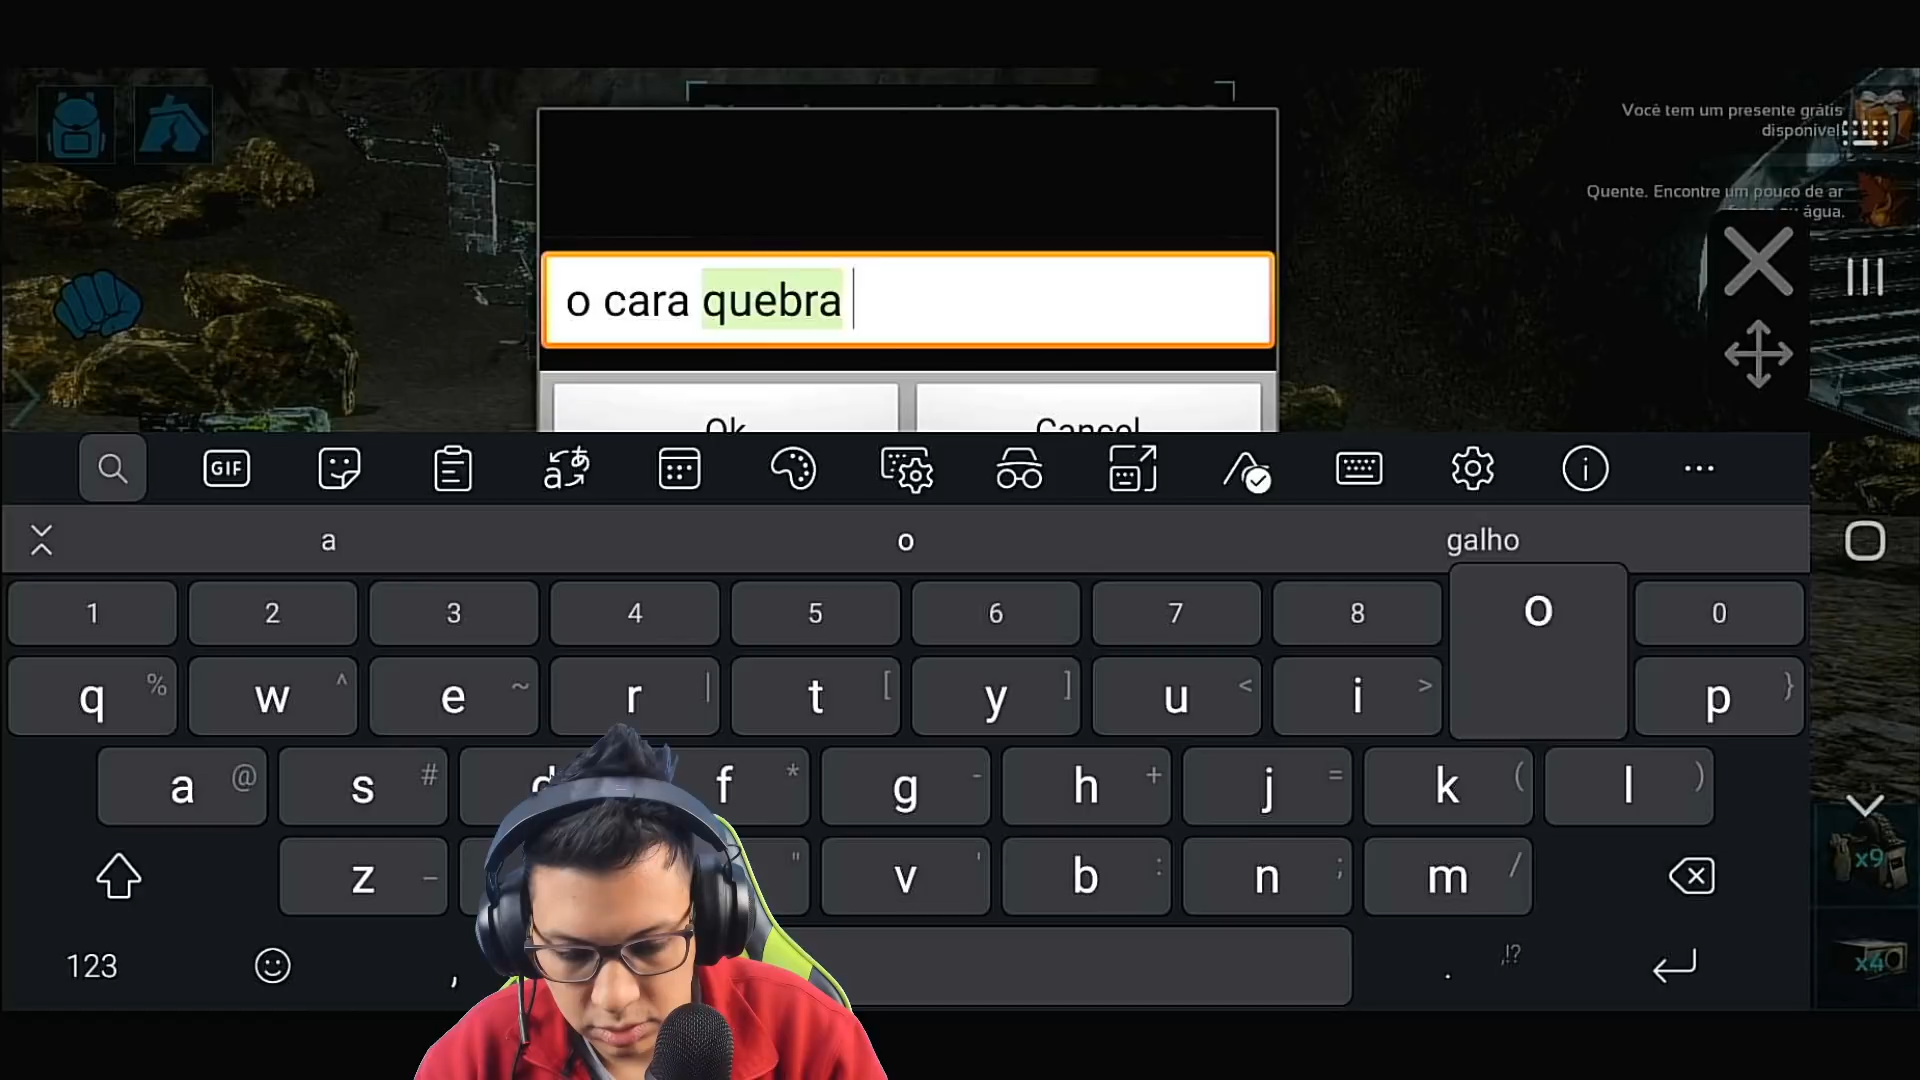 Você tem um presente grátis
disponível
Quente. Encontre um pouco de ar
água.
o cara quebra
Ok Cancel
GIF
a o galho
1 2 3 4 5 6 7 8 o 0
q % w ^ e ~ r | t [ y ] u < i > p }
a @ s # d f * g - h + j = k ( l )
z _ " v ' b : n ; m /
123 , . ,!?
x9
x4